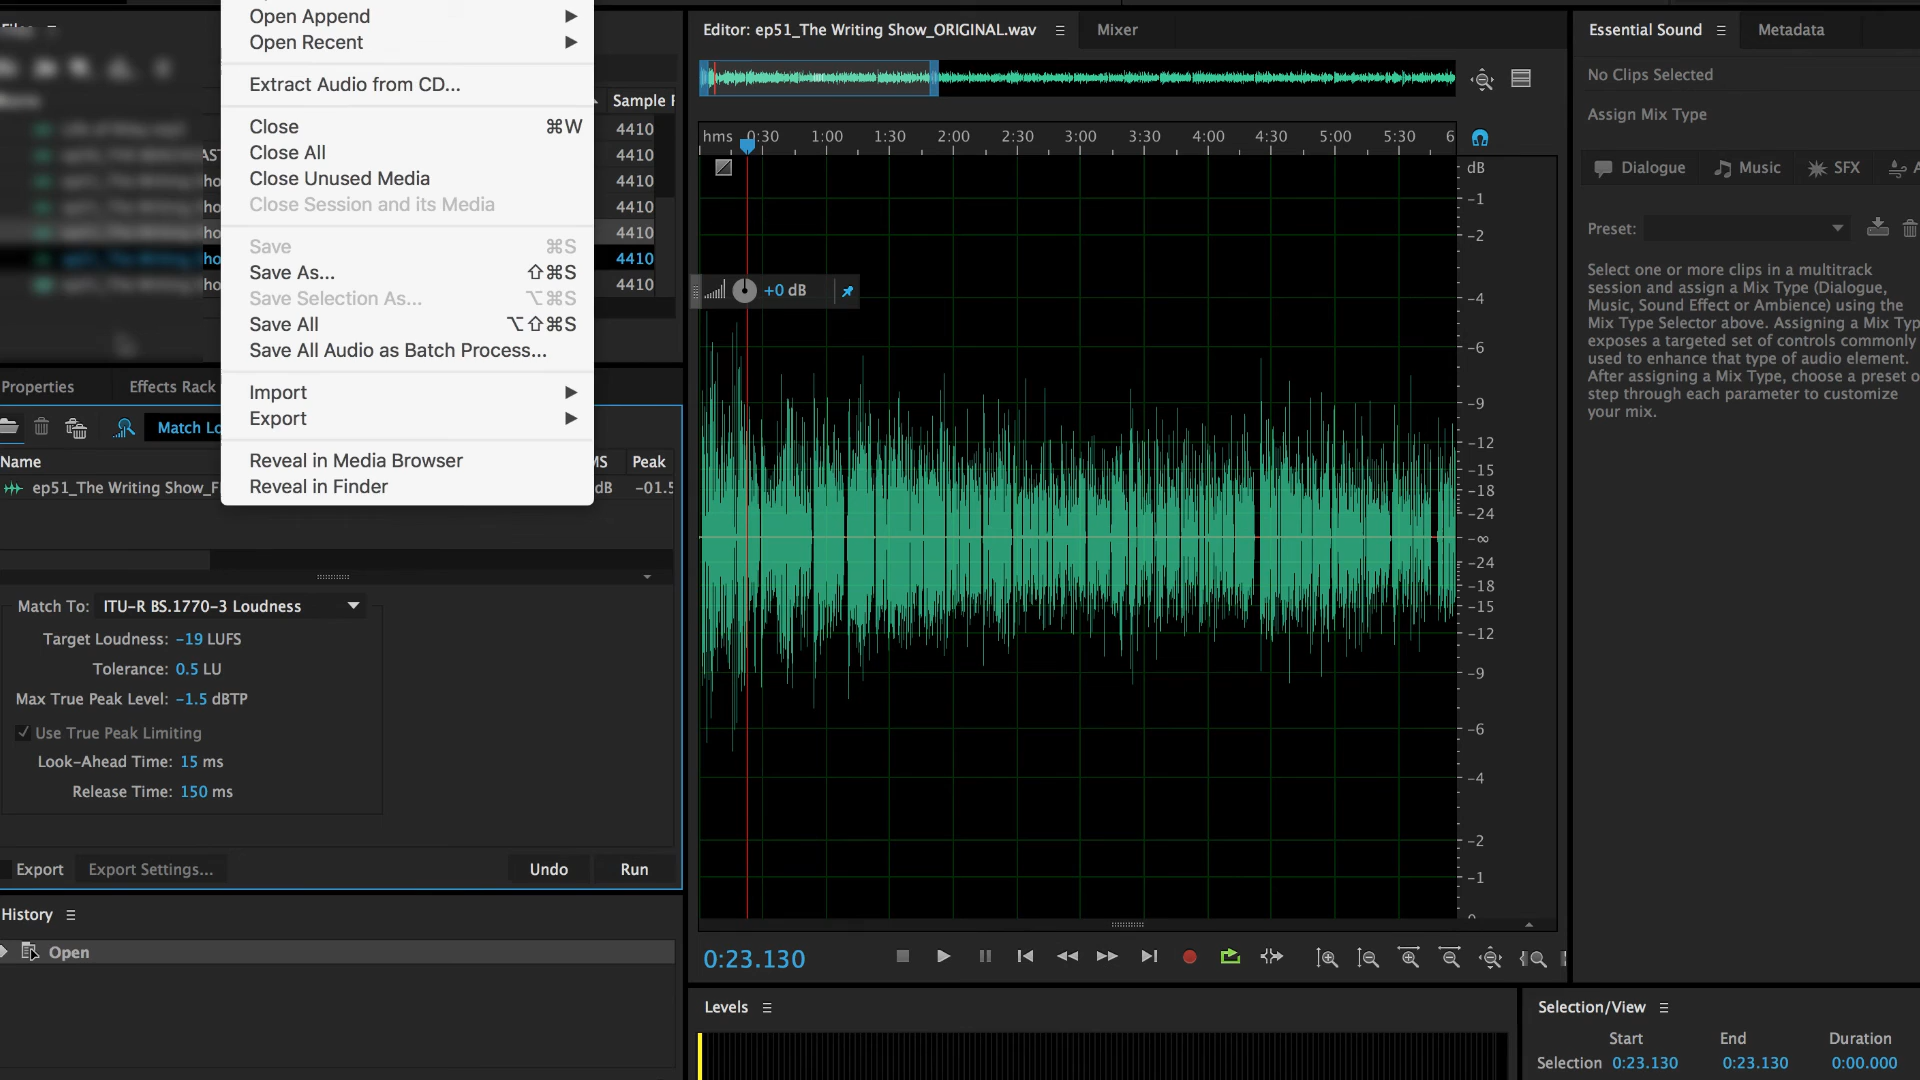 Open Append
Open Recent
Extract Audio from CD...
Close ⌘W
Close All
Close Unused Media
Close Session and its Media
Save ⌘S
Save As... ⇧⌘S
Save Selection As... ⌥⌘S
Save All ⌥⇧⌘S
Save All Audio as Batch Process...
Import
Export
Reveal in Media Browser
Reveal in Finder
Sample
4410
4410
4410
4410
4410
4410
4410
Properties
Effects Rack
Match Lo
Name
Peak
ep51_The Writing Show_F
dB
-01.5
Match To: ITU-R BS.1770-3 Loudness
Target Loudness: -19 LUFS
Tolerance: 0.5 LU
Max True Peak Level: -1.5 dBTP
Use True Peak Limiting
Look-Ahead Time: 15 ms
Release Time: 150 ms
Export
Export Settings...
Undo
Run
History
Open
Editor: ep51_The Writing Show_ORIGINAL.wav
Mixer
hms 0:30 1:00 1:30 2:00 2:30 3:00 3:30 4:00 4:30 5:00 5:30 6
+0 dB
dB
-1
-2
-4
-6
-9
-12
-15
-18
-24
-∞
-24
-18
-15
-12
-9
-6
-4
-2
-1
0:23.130
Levels
Essential Sound
Metadata
No Clips Selected
Assign Mix Type
Dialogue
Music
SFX
A
Preset:
Select one or more clips in a multitrack
session and assign a Mix Type (Dialogue,
Music, Sound Effect or Ambience) using the
Mix Type Selector above. Assigning a Mix Typ
exposes a targeted set of controls commonly
used to enhance that type of audio element.
After assigning a Mix Type, choose a preset o
step through each parameter to customize
your mix.
Selection/View
Start End Duration
Selection 0:23.130 0:23.130 0:00.000